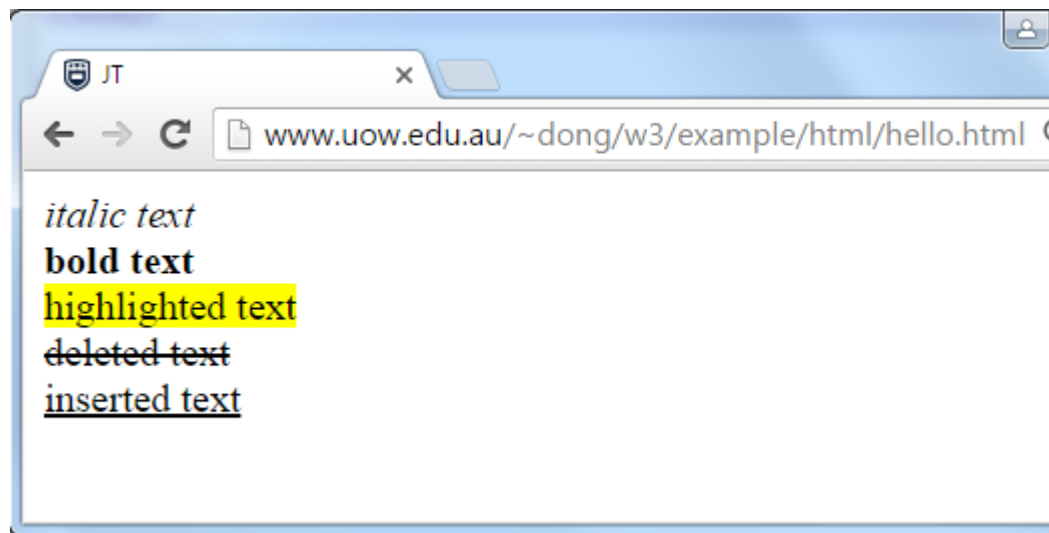 JT
www.uow.edu.au/~dong/w3/example/html/hello.html
italic text
bold text
highlighted text
deleted text
inserted text